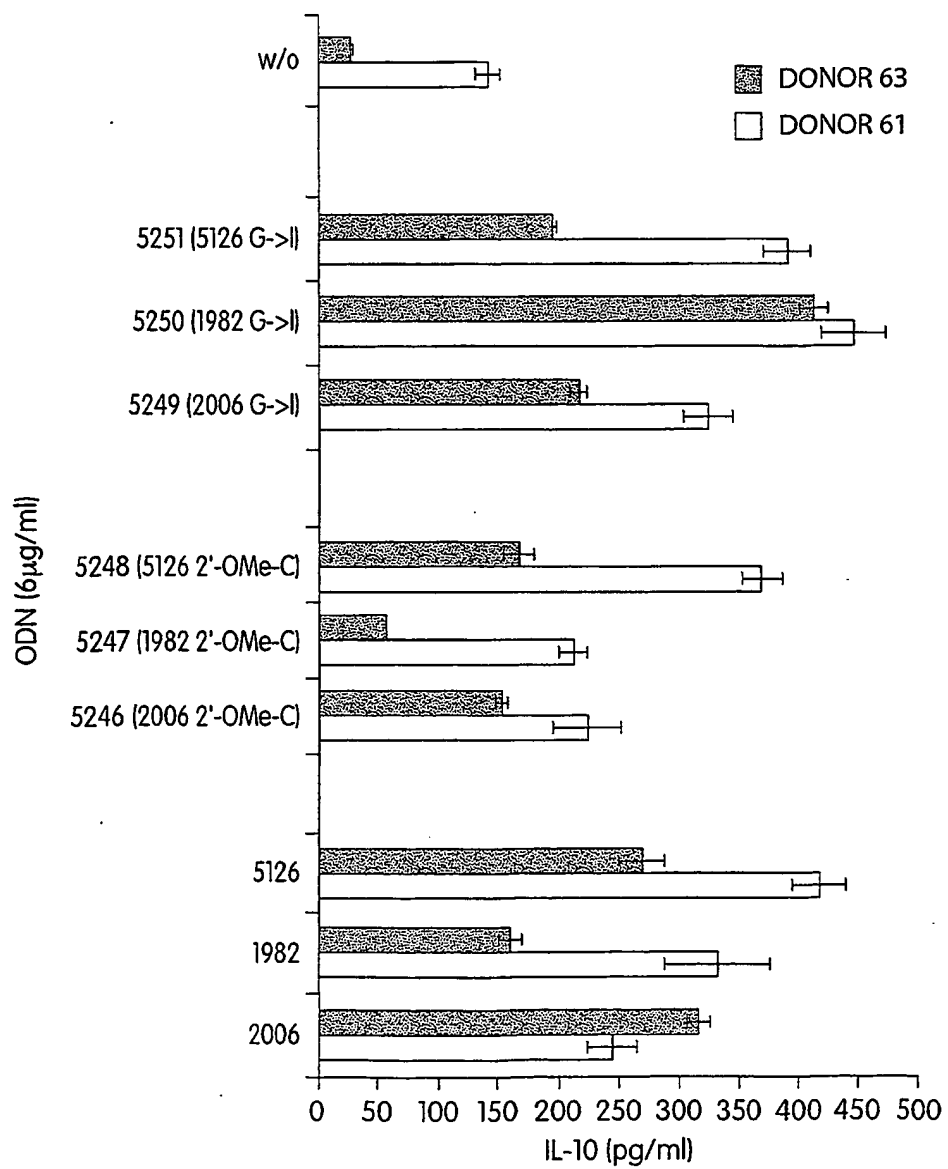 w/o
DONOR 63
DONOR 61
5251 (5126 G->I)
5250 (1982 G->I)
5249 (2006 G->I)
5248 (5126 2'-OMe-C)
5247 (1982 2'-OMe-C)
5246 (2006 2'-OMe-C)
5126
1982
2006
ODN (6µg/ml)
0 50 100 150 200 250 300 350 400 450 500
IL-10 (pg/ml)